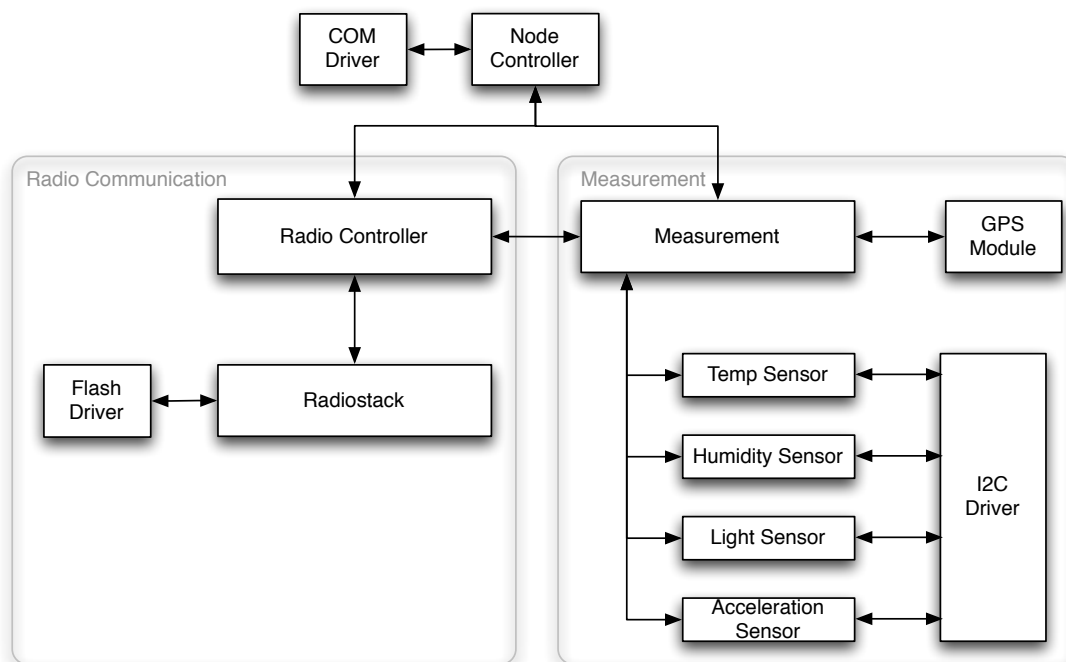 COM
Driver
Node
Controller
Radio Communication
Radio Controller
Flash
Driver
Radiostack
Measurement
Measurement
GPS
Module
Temp Sensor
Humidity Sensor
Light Sensor
Acceleration
Sensor
I2C
Driver